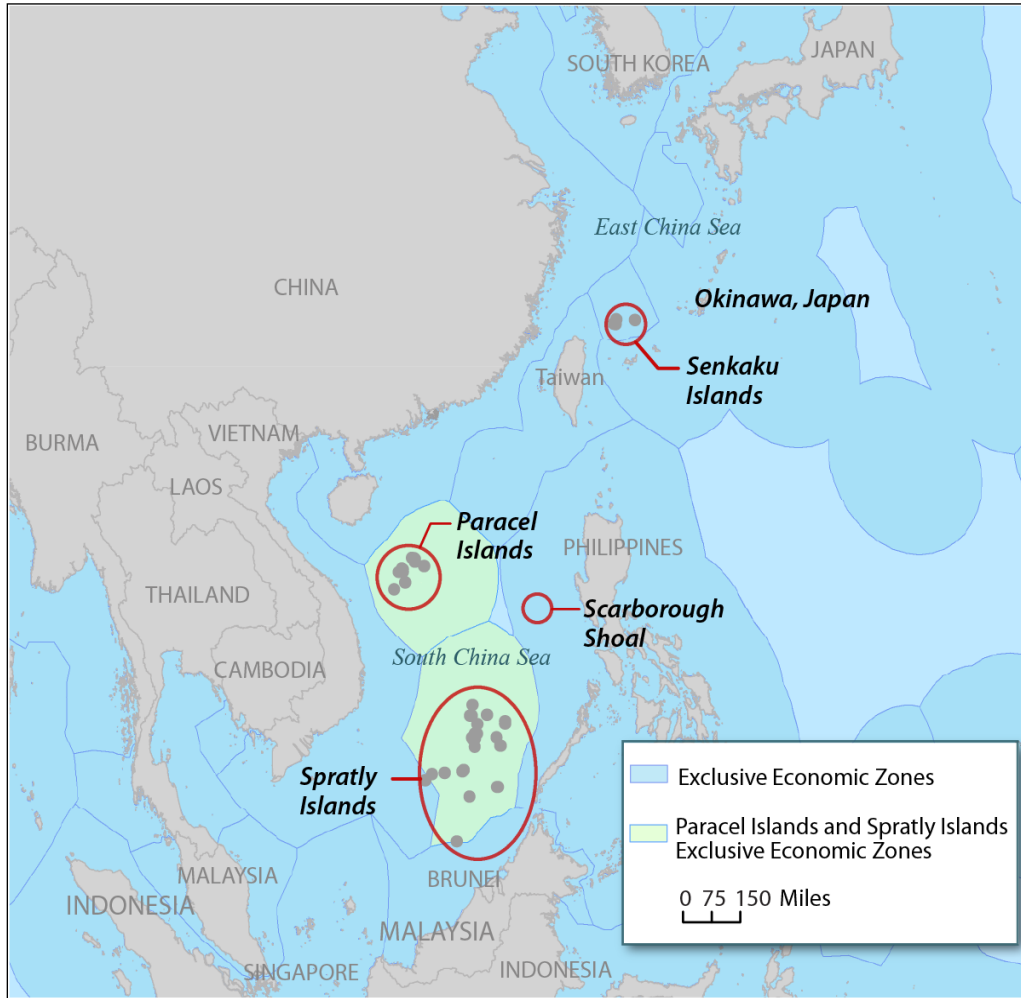 JAPAN
SOUTH KOREA
East China Sea
CHINA
Okinawa, Japan
Senkaku
Islands
Taiwan
BURMA
VIETNAM
LAOS
Paracel
Islands
PHILIPPINES
THAILAND
Scarborough
Shoal
South China Sea
CAMBODIA
Spratly
Islands
Exclusive Economic Zones
Paracel Islands and Spratly Islands
Exclusive Economic Zones
0 75 150 Miles
MALAYSIA
BRUNEI
INDONESIA
MALAYSIA
SINGAPORE
INDONESIA